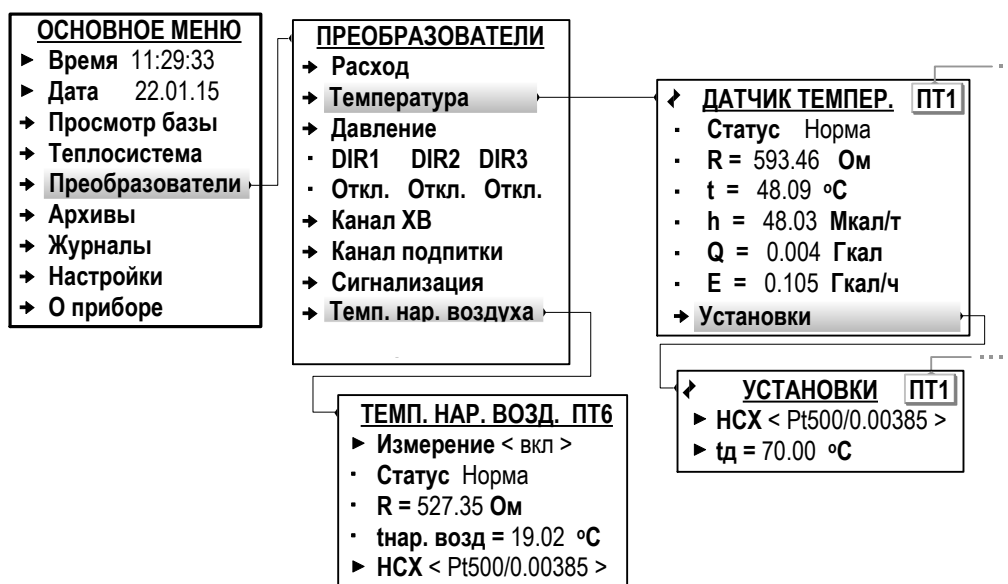 ОСНОВНОЕ МЕНЮ
Время 11:29:33
Дата 22.01.15
Просмотр базы
Теплосистема
Преобразователи
Архивы
Журналы
Настройки
О приборе
ПРЕОБРАЗОВАТЕЛИ
Расход
Температура
Давление
DIR1 DIR2 DIR3
Откл. Откл. Откл.
Канал ХВ
Канал подпитки
Сигнализация
Темп. нар. воздуха
ДАТЧИК ТЕМПЕР. ПТ1
Статус Норма
R = 593.46 Ом
t = 48.09 ºС
h = 48.03 Мкал/т
Q = 0.004 Гкал
E = 0.105 Гкал/ч
Установки
УСТАНОВКИ ПТ1
НСХ < Pt500/0.00385 >
tд = 70.00 ºС
ТЕМП. НАР. ВОЗД. ПТ6
Измерение < вкл >
Статус Норма
R = 527.35 Ом
tнар. возд = 19.02 ºС
НСХ < Pt500/0.00385 >